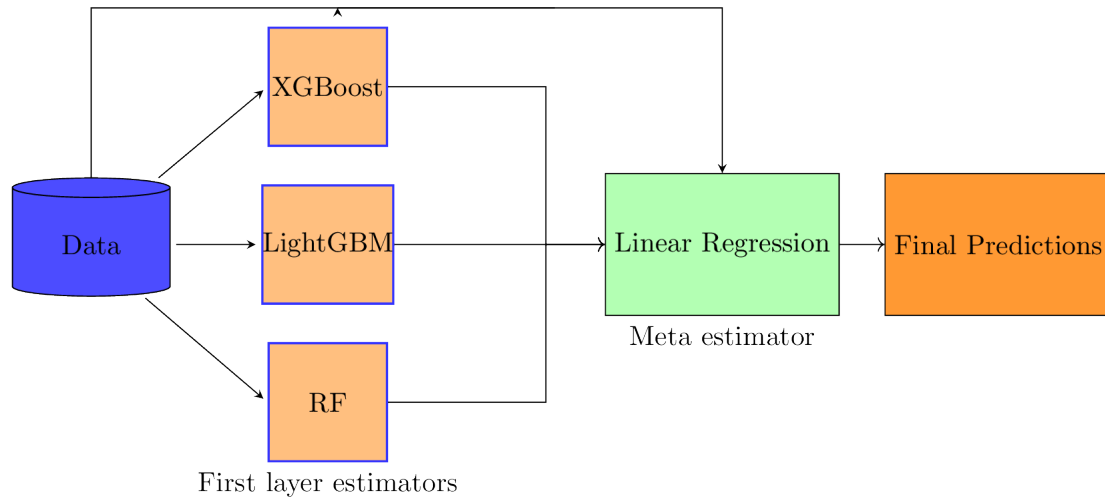 XGBoost
Data
LightGBM
Linear Regression
Final Predictions
Meta estimator
RF
First layer estimators